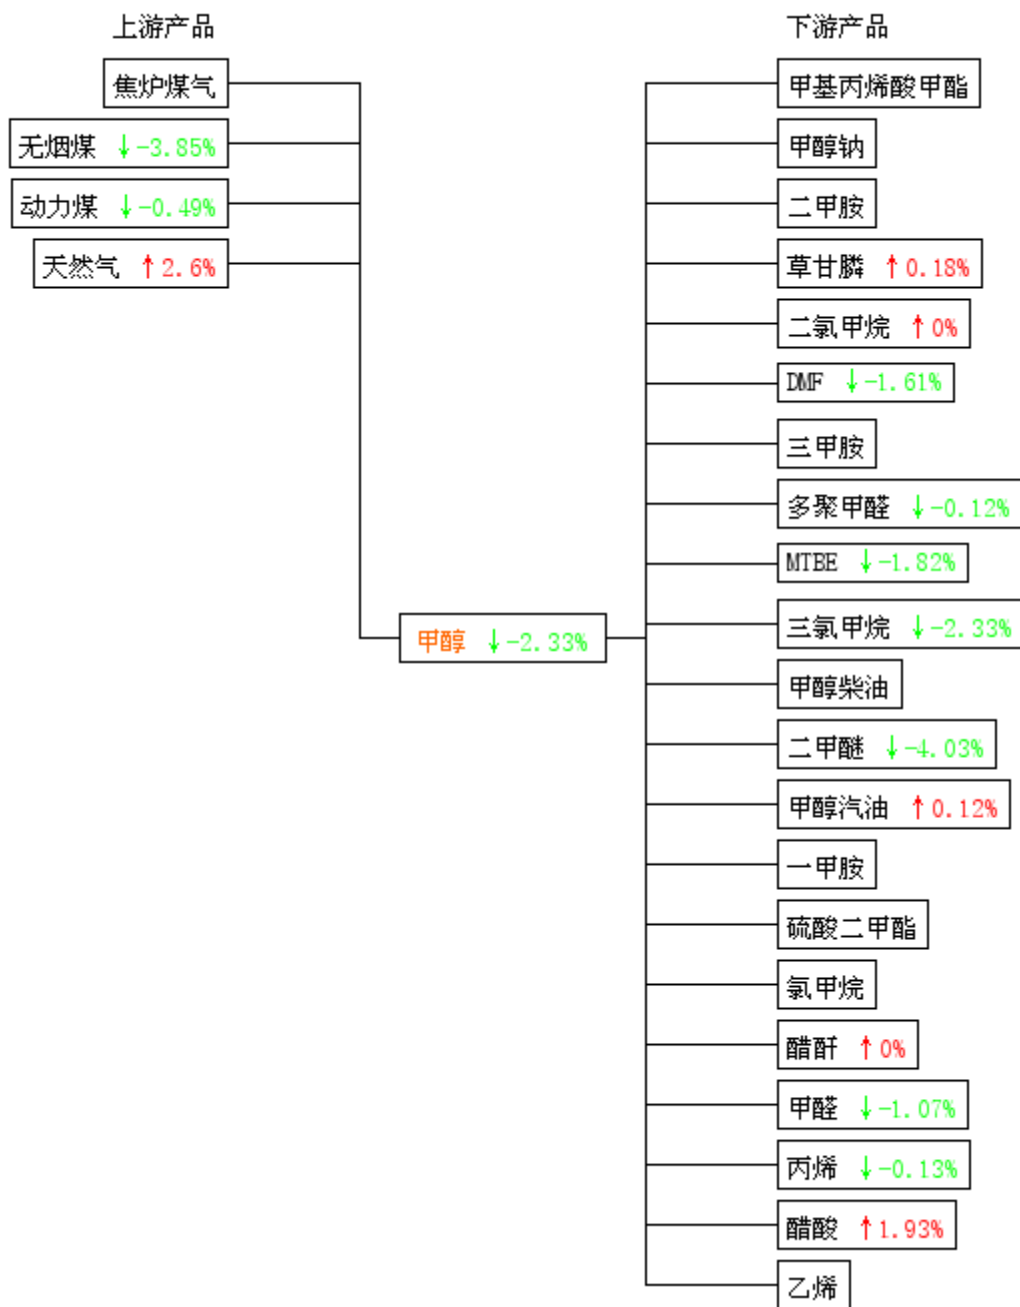 上游产品
焦炉煤气
无烟煤 ↓-3.85%
动力煤 ↓-0.49%
天然气 ↑2.6%
甲醇 ↓-2.33%
下游产品
甲基丙烯酸甲酯
甲醇钠
二甲胺
草甘膦 ↑0.18%
二氯甲烷 ↑0%
DMF ↓-1.61%
三甲胺
多聚甲醛 ↓-0.12%
MTBE ↓-1.82%
三氯甲烷 ↓-2.33%
甲醇柴油
二甲醚 ↓-4.03%
甲醇汽油 ↑0.12%
一甲胺
硫酸二甲酯
氯甲烷
醋酐 ↑0%
甲醛 ↓-1.07%
丙烯 ↓-0.13%
醋酸 ↑1.93%
乙烯